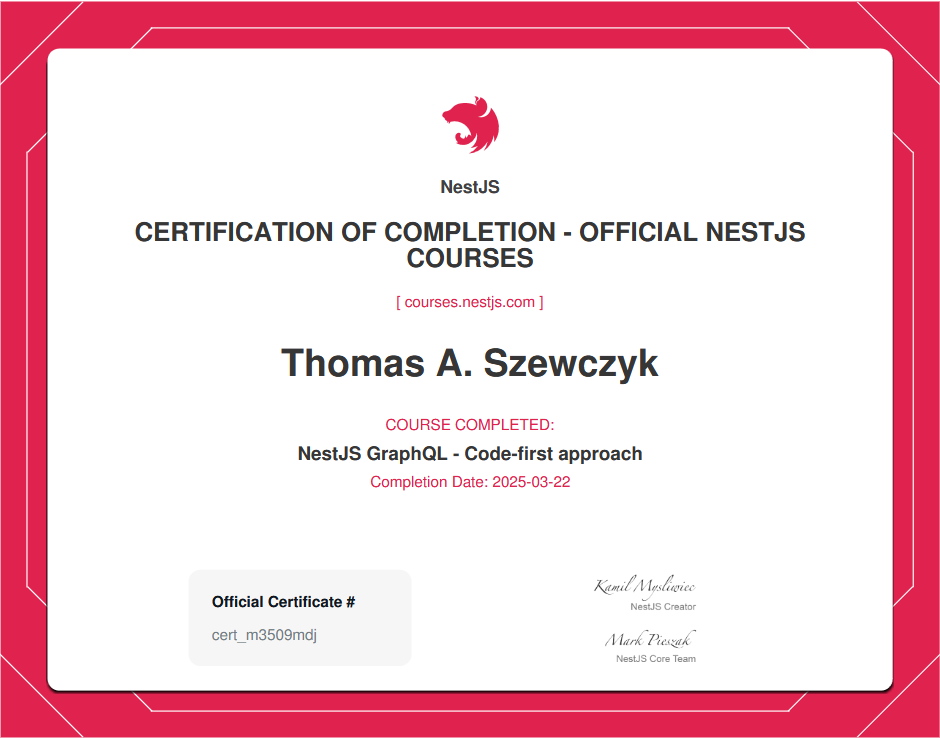 NestJS
CERTIFICATION OF COMPLETION - OFFICIAL NESTJS
COURSES
[ courses.nestjs.com ]
Thomas A. Szewczyk
COURSE COMPLETED:
NestJS GraphQL - Code-first approach
Completion Date: 2025-03-22
Official Certificate #
cert_m3509mdj
Kamil Mysliwiec
NestJS Creator
Mark Pieszak
NestJS Core Team